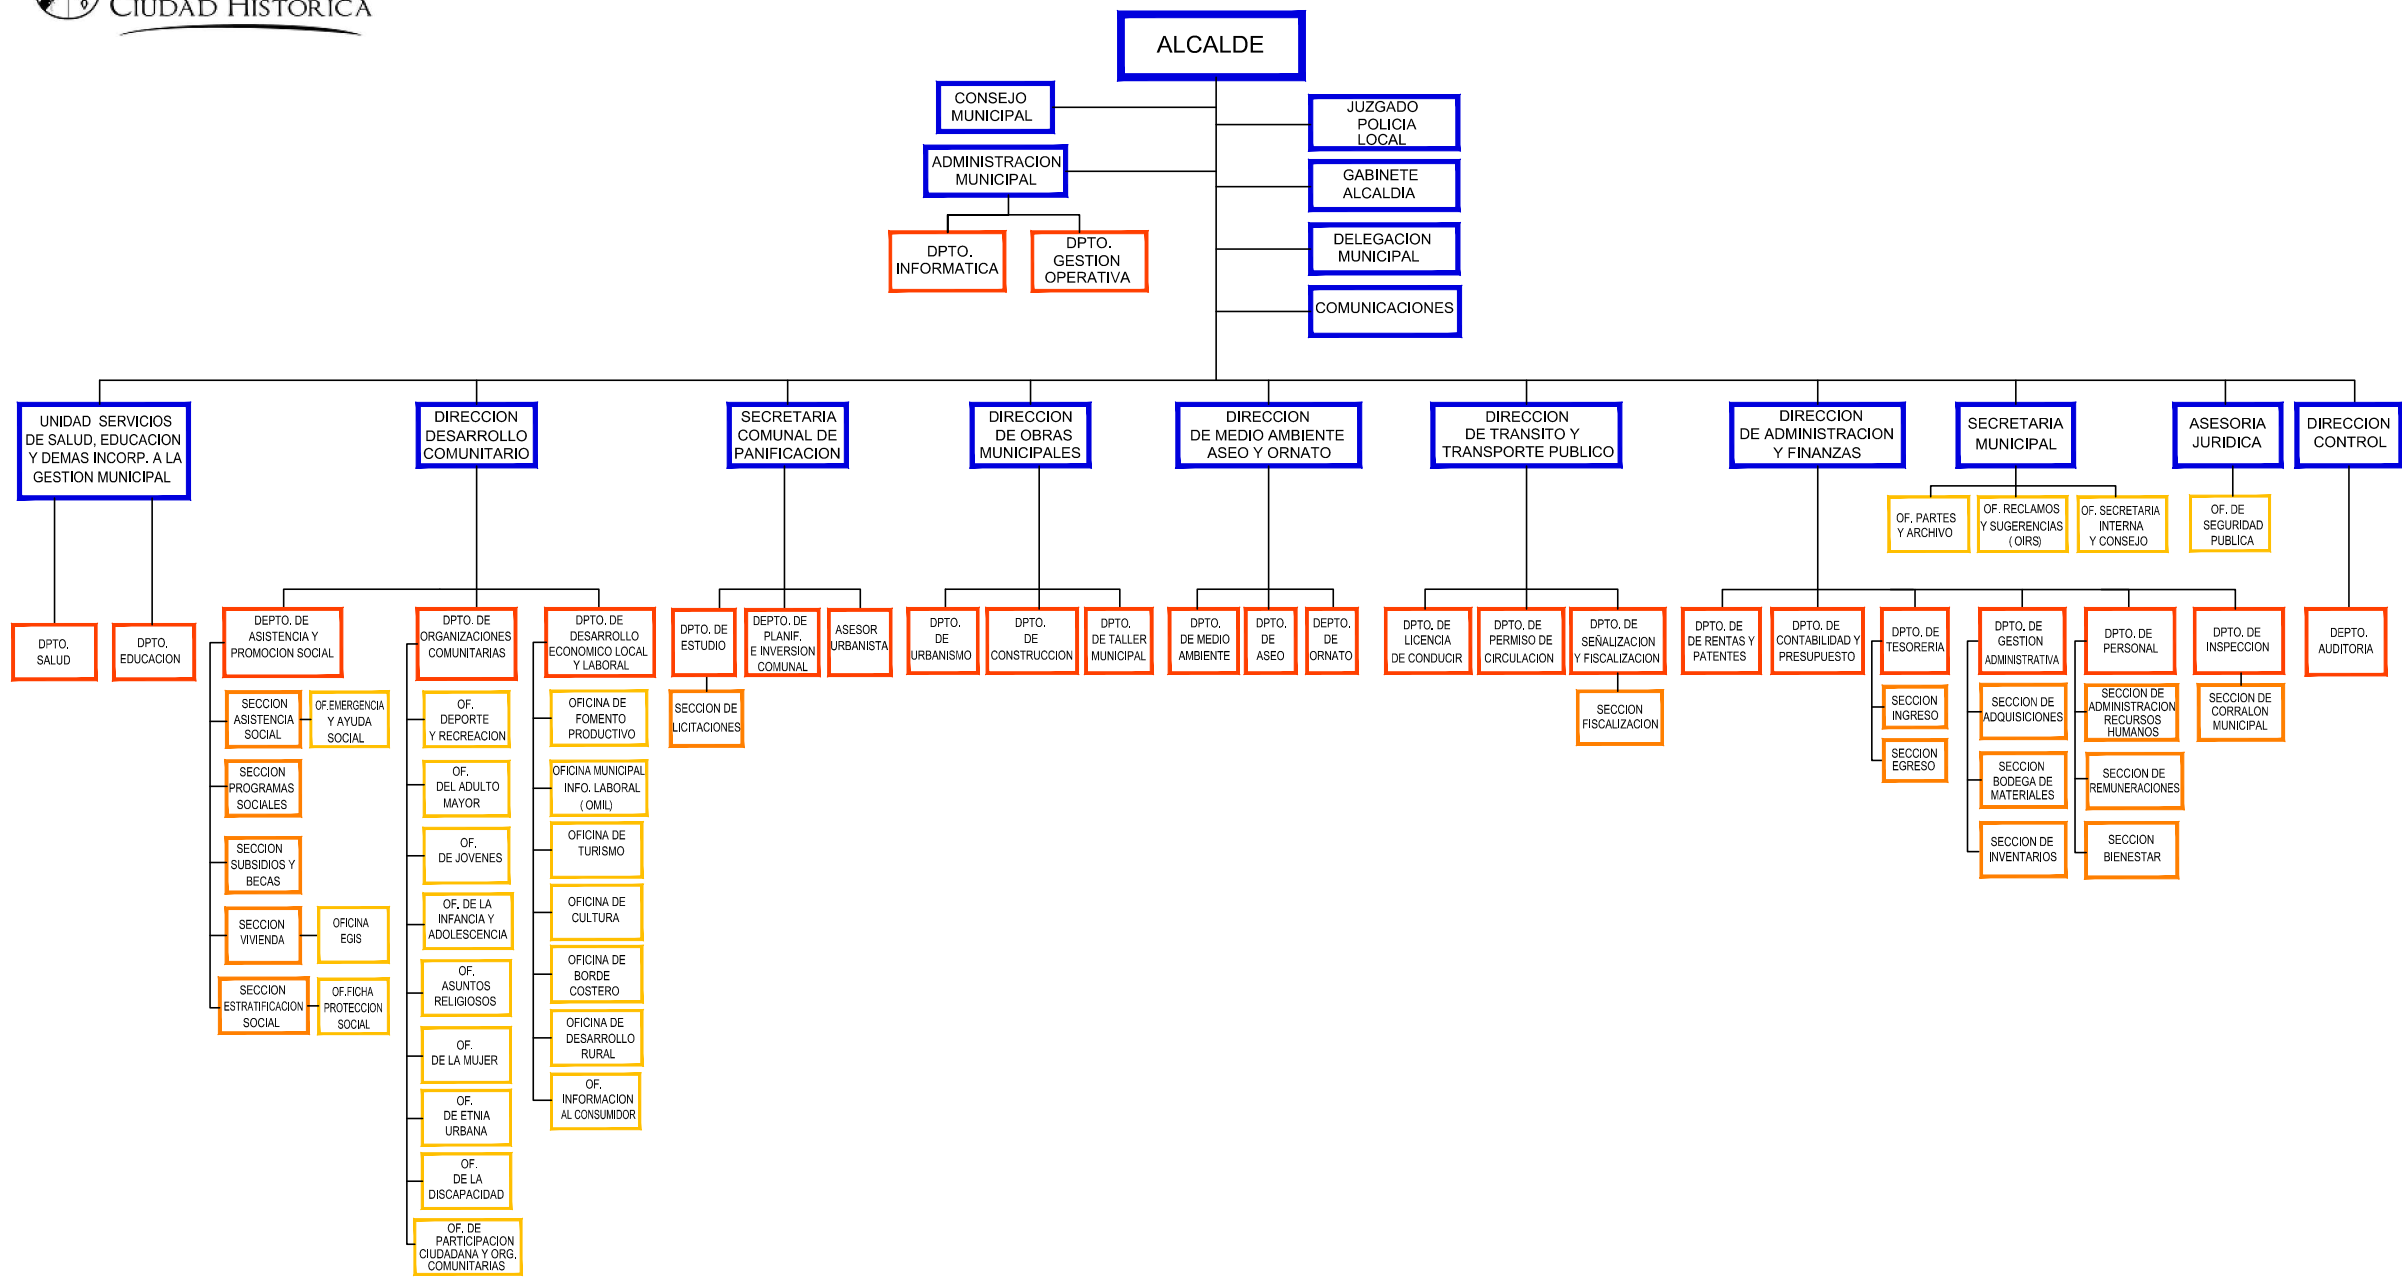 CIUDAD HISTORICA
ALCALDE
CONSEJO
MUNICIPAL
JUZGADO
POLICIA
LOCAL
ADMINISTRACION
MUNICIPAL
GABINETE
ALCALDIA
DPTO.
INFORMATICA
DPTO.
GESTION
OPERATIVA
DELEGACION
MUNICIPAL
COMUNICACIONES
UNIDAD SERVICIOS
DE SALUD, EDUCACION
Y DEMAS INCORP. A LA
GESTION MUNICIPAL
DIRECCION
DESARROLLO
COMUNITARIO
SECRETARIA
COMUNAL DE
PANIFICACION
DIRECCION
DE OBRAS
MUNICIPALES
DIRECCION
DE MEDIO AMBIENTE
ASEO Y ORNATO
DIRECCION
DE TRANSITO Y
TRANSPORTE PUBLICO
DIRECCION
DE ADMINISTRACION
Y FINANZAS
SECRETARIA
MUNICIPAL
ASESORIA
JURIDICA
DIRECCION
CONTROL
OF. PARTES
Y ARCHIVO
OF. RECLAMOS
Y SUGERENCIAS
( OIRS)
OF. SECRETARIA
INTERNA
Y CONSEJO
OF. DE
SEGURIDAD
PUBLICA
DPTO.
SALUD
DPTO.
EDUCACION
DEPTO. DE
ASISTENCIA Y
PROMOCION SOCIAL
DPTO. DE
ORGANIZACIONES
COMUNITARIAS
DPTO. DE
DESARROLLO
ECONOMICO LOCAL
Y LABORAL
DPTO. DE
ESTUDIO
DEPTO. DE
PLANIF.
E INVERSION
COMUNAL
ASESOR
URBANISTA
DPTO.
DE
URBANISMO
DPTO.
DE
CONSTRUCCION
DPTO.
DE TALLER
MUNICIPAL
DPTO.
DE MEDIO
AMBIENTE
DPTO.
DE
ASEO
DEPTO.
DE
ORNATO
DPTO. DE
LICENCIA
DE CONDUCIR
DPTO. DE
PERMISO DE
CIRCULACION
DPTO. DE
SEÑALIZACION
Y FISCALIZACION
DPTO. DE
DE RENTAS Y
PATENTES
DPTO. DE
CONTABILIDAD Y
PRESUPUESTO
DPTO. DE
TESORERIA
DPTO. DE
GESTION
ADMINISTRATIVA
DPTO. DE
PERSONAL
DPTO. DE
INSPECCION
DEPTO.
AUDITORIA
SECCION
ASISTENCIA
SOCIAL
OF.EMERGENCIA
Y AYUDA
SOCIAL
SECCION
PROGRAMAS
SOCIALES
SECCION
SUBSIDIOS Y
BECAS
SECCION
VIVIENDA
OFICINA
EGIS
SECCION
ESTRATIFICACION
SOCIAL
OF.FICHA
PROTECCION
SOCIAL
OF.
DEPORTE
Y RECREACION
OF.
DEL ADULTO
MAYOR
OF.
DE JOVENES
OF. DE LA
INFANCIA Y
ADOLESCENCIA
OF.
ASUNTOS
RELIGIOSOS
OF.
DE LA MUJER
OF.
DE ETNIA
URBANA
OF.
DE LA
DISCAPACIDAD
OF. DE
PARTICIPACION
CIUDADANA Y ORG.
COMUNITARIAS
OFICINA DE
FOMENTO
PRODUCTIVO
OFICINA MUNICIPAL
INFO. LABORAL
( OMIL)
OFICINA DE
TURISMO
OFICINA DE
CULTURA
OFICINA DE
BORDE
COSTERO
OFICINA DE
DESARROLLO
RURAL
OF.
INFORMACION
AL CONSUMIDOR
SECCION DE
LICITACIONES
SECCION
FISCALIZACION
SECCION
INGRESO
SECCION
EGRESO
SECCION DE
ADQUISICIONES
SECCION
BODEGA DE
MATERIALES
SECCION DE
INVENTARIOS
SECCION DE
ADMINISTRACION
RECURSOS
HUMANOS
SECCION DE
REMUNERACIONES
SECCION
BIENESTAR
SECCION DE
CORRALON
MUNICIPAL